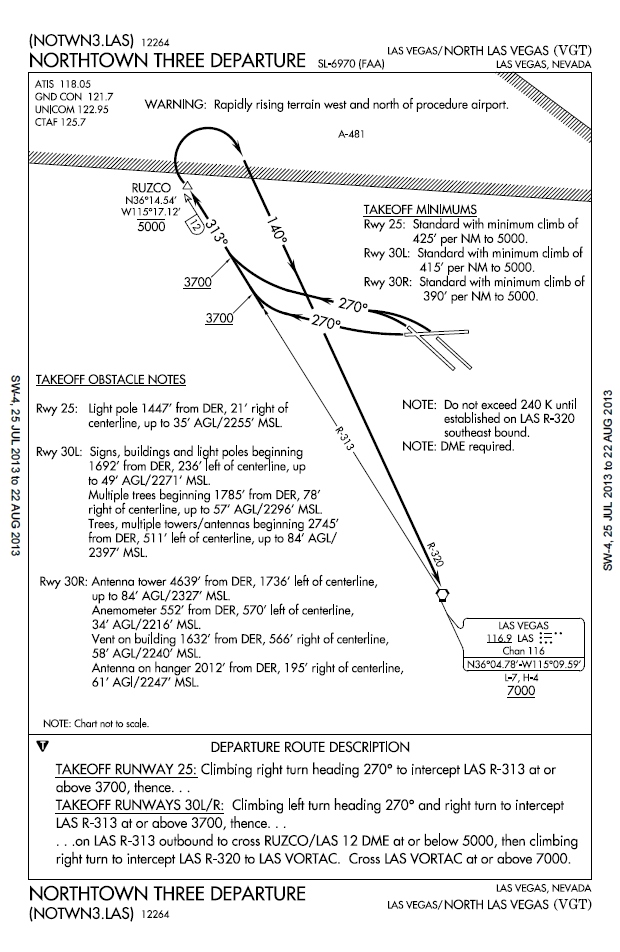 (NOTWN3.LAS) 12264
NORTHTOWN THREE DEPARTURE SL-6970 (FAA)
LAS VEGAS/NORTH LAS VEGAS (VGT)
LAS VEGAS, NEVADA
ATIS 118.05
GND CON 121.7
UNICOM 122.95
CTAF 125.7
WARNING: Rapidly rising terrain west and north of procedure airport.
A-481
RUZCO
N36°14.54'
W115°17.12'
5000
12
313°
140°
TAKEOFF MINIMUMS
Rwy 25: Standard with minimum climb of
425' per NM to 5000.
Rwy 30L: Standard with minimum climb of
415' per NM to 5000.
Rwy 30R: Standard with minimum climb of
390' per NM to 5000.
3700
270°
3700
270°
TAKEOFF OBSTACLE NOTES
Rwy 25: Light pole 1447' from DER, 21' right of
centerline, up to 35' AGL/2255' MSL.
Rwy 30L: Signs, buildings and light poles beginning
1692' from DER, 236' left of centerline, up
to 49' AGL/2271' MSL.
Multiple trees beginning 1785' from DER, 78'
right of centerline, up to 57' AGL/2296' MSL.
Trees, multiple towers/antennas beginning 2745'
from DER, 511' left of centerline, up to 84' AGL/
2397' MSL.
Rwy 30R: Antenna tower 4639' from DER, 1736' left of centerline,
up to 84' AGL/2327' MSL.
Anemometer 552' from DER, 570' left of centerline,
34' AGL/2216' MSL.
Vent on building 1632' from DER, 566' right of centerline,
58' AGL/2240' MSL.
Antenna on hanger 2012' from DER, 195' right of centerline,
61' AGl/2247' MSL.
NOTE: Do not exceed 240 K until
established on LAS R-320
southeast bound.
NOTE: DME required.
R-313
R-320
LAS VEGAS
116.9 LAS
Chan 116
N36°04.78'-W115°09.59'
L-7, H-4
7000
NOTE: Chart not to scale.
SW-4, 25 JUL 2013 to 22 AUG 2013
SW-4, 25 JUL 2013 to 22 AUG 2013
T
DEPARTURE ROUTE DESCRIPTION
TAKEOFF RUNWAY 25: Climbing right turn heading 270° to intercept LAS R-313 at or
above 3700, thence. . .
TAKEOFF RUNWAYS 30L/R: Climbing left turn heading 270° and right turn to intercept
LAS R-313 at or above 3700, thence. . .
. . .on LAS R-313 outbound to cross RUZCO/LAS 12 DME at or below 5000, then climbing
right turn to intercept LAS R-320 to LAS VORTAC. Cross LAS VORTAC at or above 7000.
NORTHTOWN THREE DEPARTURE
(NOTWN3.LAS) 12264
LAS VEGAS, NEVADA
LAS VEGAS/NORTH LAS VEGAS (VGT)